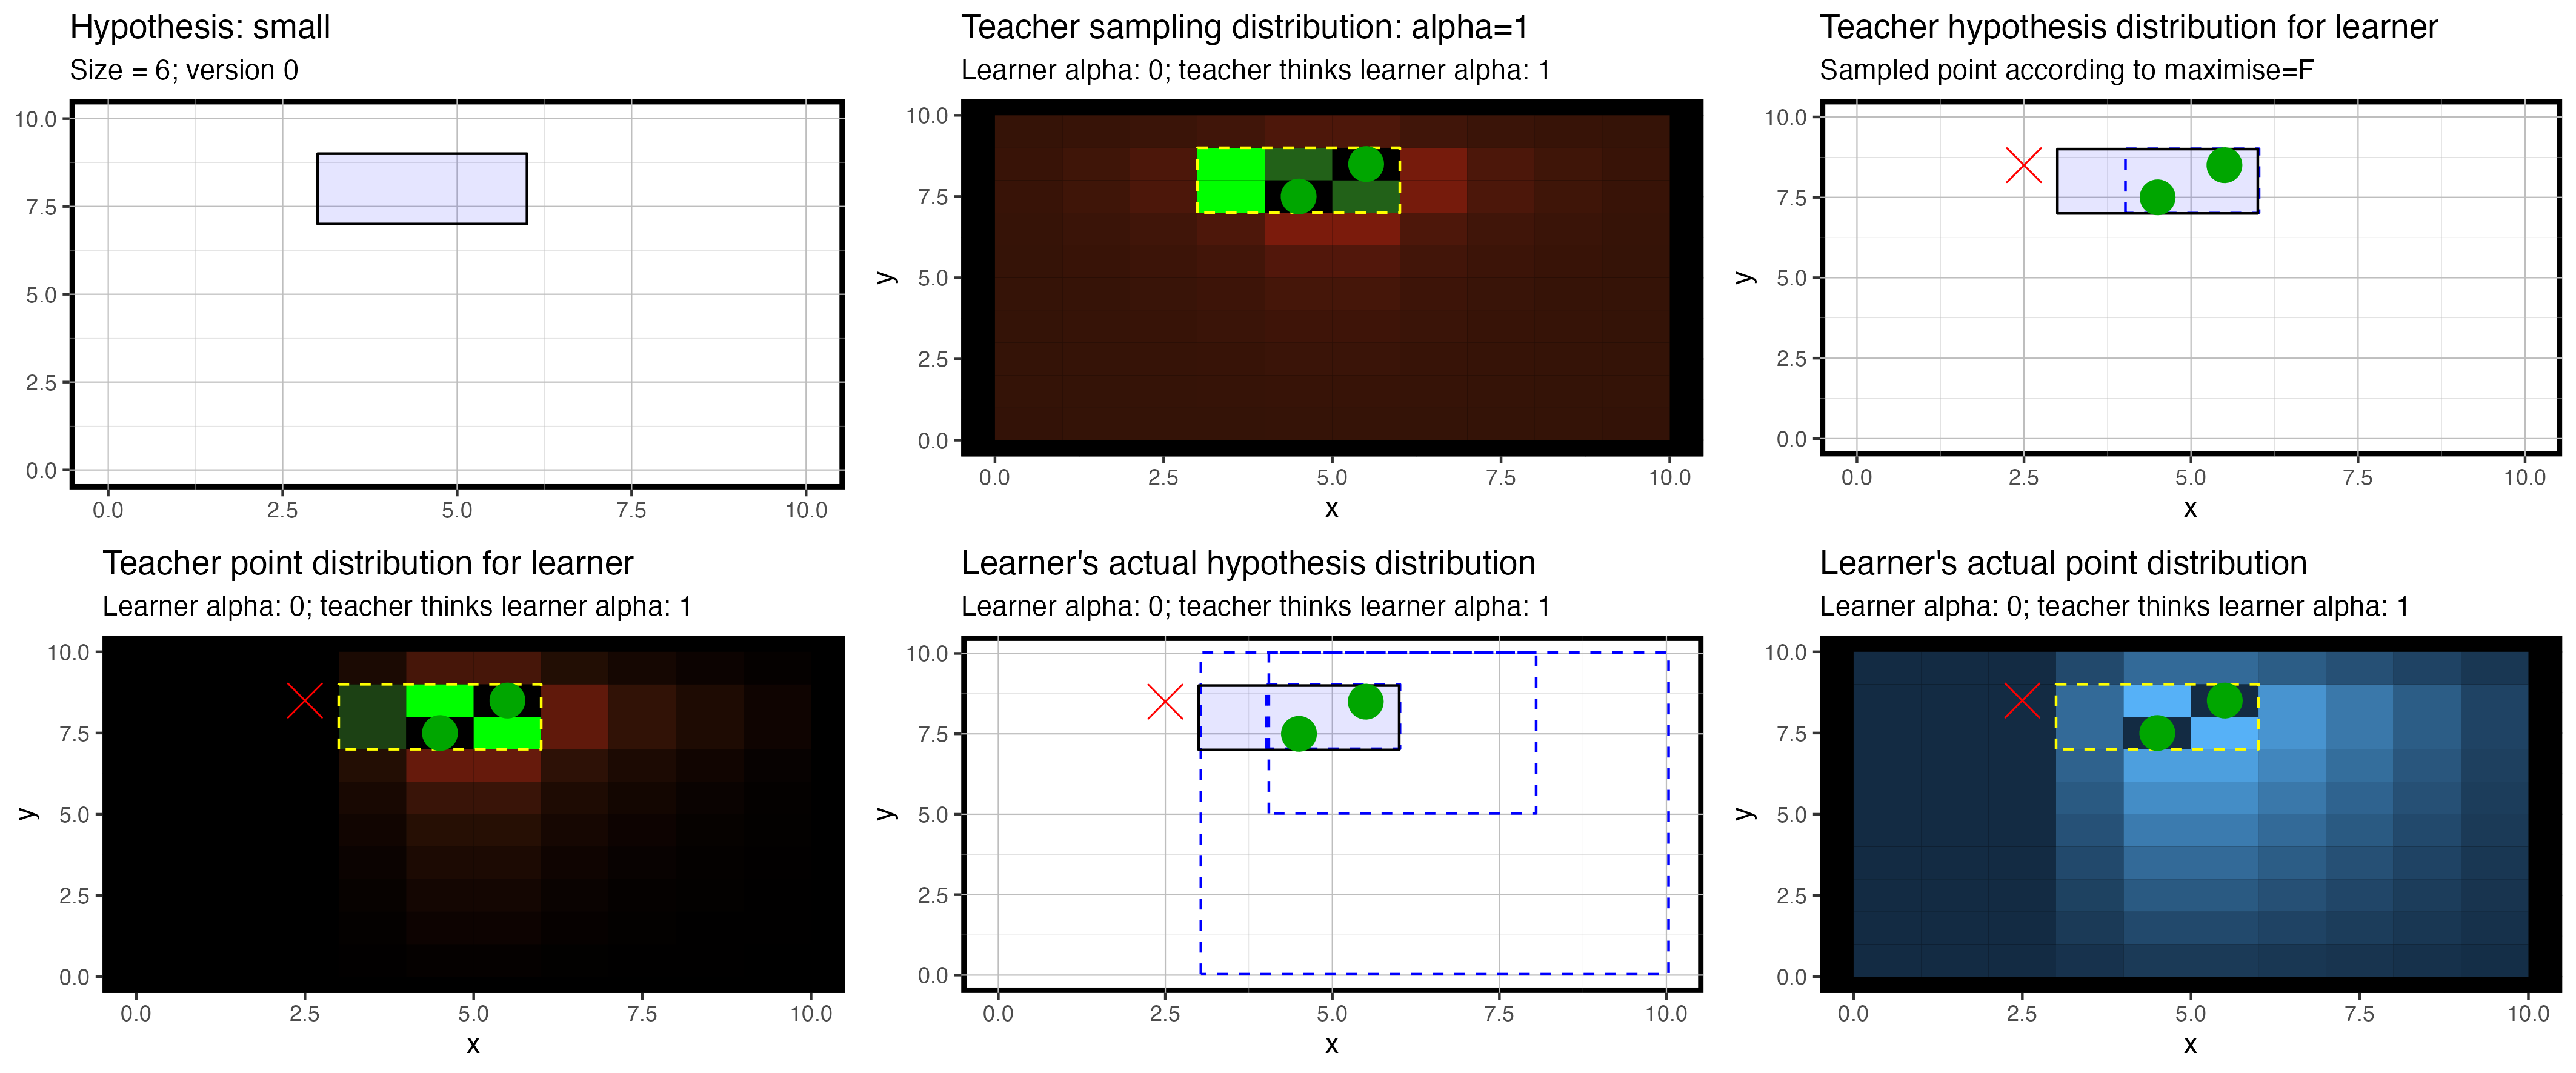 Hypothesis: small
Size = 6; version 0
10.0
7.5
5.0
2.5
0.0
0.0 2.5 5.0 7.5 10.0
Teacher sampling distribution: alpha=1
Learner alpha: 0; teacher thinks learner alpha: 1
y
10.0
7.5
5.0
2.5
0.0
0.0 2.5 5.0 7.5 10.0
x
Teacher hypothesis distribution for learner
Sampled point according to maximise=F
y
10.0
7.5
5.0
2.5
0.0
0.0 2.5 5.0 7.5 10.0
x
Teacher point distribution for learner
Learner alpha: 0; teacher thinks learner alpha: 1
y
10.0
7.5
5.0
2.5
0.0
0.0 2.5 5.0 7.5 10.0
x
Learner's actual hypothesis distribution
Learner alpha: 0; teacher thinks learner alpha: 1
y
10.0
7.5
5.0
2.5
0.0
0.0 2.5 5.0 7.5 10.0
x
Learner's actual point distribution
Learner alpha: 0; teacher thinks learner alpha: 1
y
10.0
7.5
5.0
2.5
0.0
0.0 2.5 5.0 7.5 10.0
x